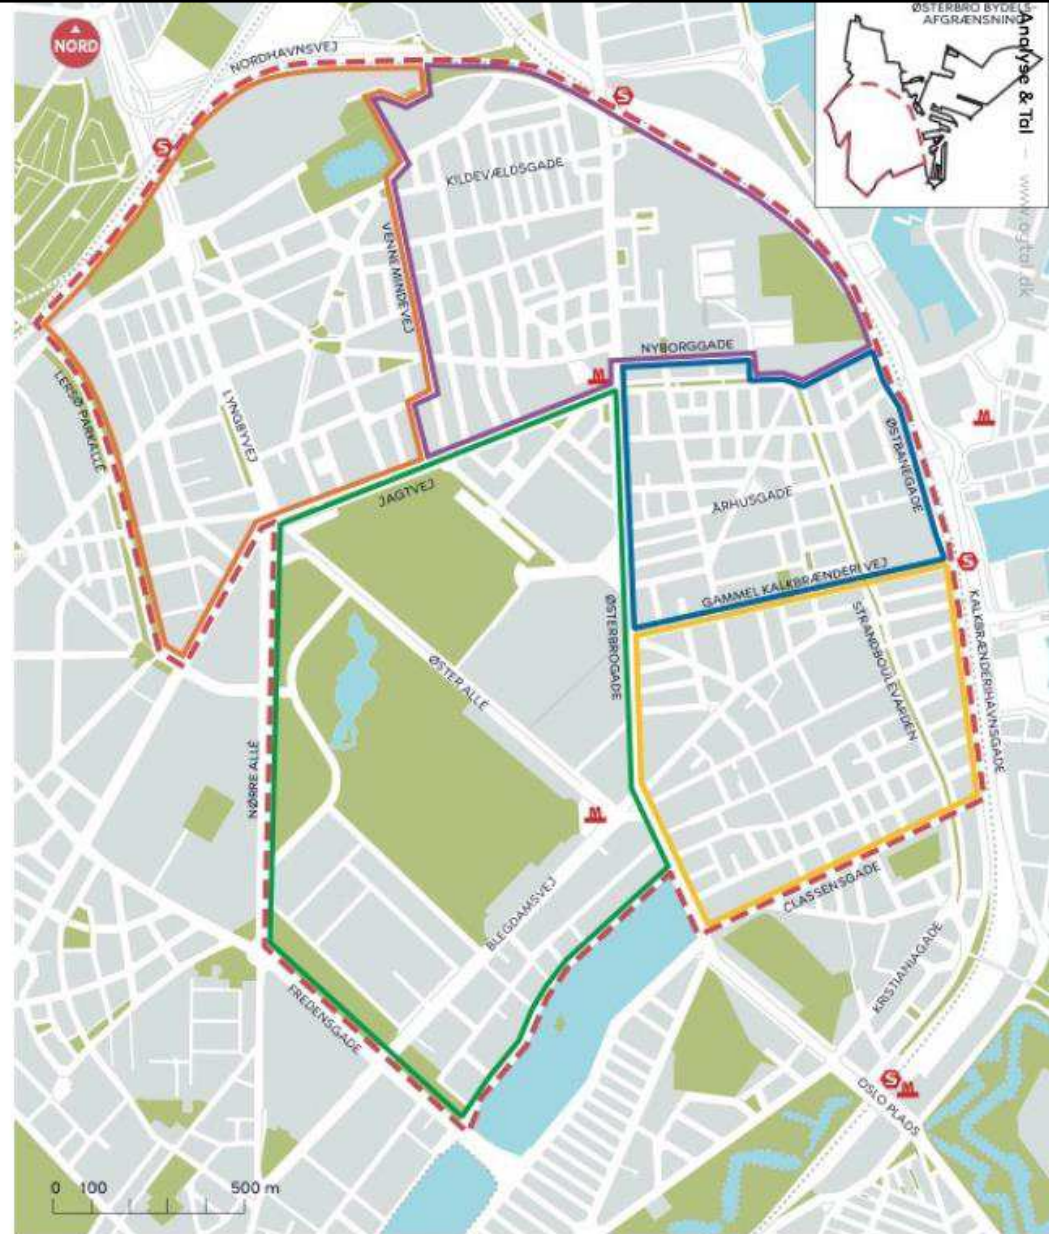 NORD
NORDHAVNSVEJ
S
S
ØSTERBRO BYDELS-
AFGRÆNSNING
Analyse & Tal — www.ogtal.dk
KILDEVÆLDSGADE
VENNEMINDEVEJ
NYBORGGADE
M
M
LERSØ PARKALLÉ
LYNGBYVEJ
ØSTBANEGADE
JAGTVEJ
ÅRHUSGADE
S
GAMMEL KALKBRÆNDERI VEJ
ØSTERBROGADE
STRANDBOULEVARDEN
KALKBRÆNDERIHAVNSGADE
ØSTER ALLÉ
NØRRE ALLÉ
M
BLEGDAMSVEJ
CLASSENSGADE
KRISTIANIAGADE
FREDENSGADE
S
M
OSLO PLADS
0 100 500 m